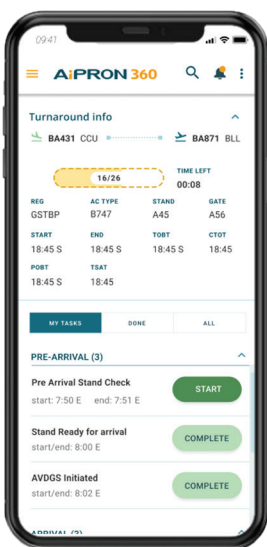 09:41
AiPRON 360
Turnaround info
BA431 CCU BA871 BLL
16/26
TIME LEFT
00:08
REG AC TYPE STAND GATE
GSTBP B747 A45 A56
START END TOBT CTOT
18:45 S 18:45 S 18:45 S 18:45
POBT TSAT
18:45 S 18:45
MY TASKS DONE ALL
PRE-ARRIVAL (3)
Pre Arrival Stand Check
start: 7:50 E end: 7:51 E
START
Stand Ready for arrival
start/end: 8:00 E
COMPLETE
AVDGS Initiated
start/end: 8:02 E
COMPLETE
ARRIVAL (2)